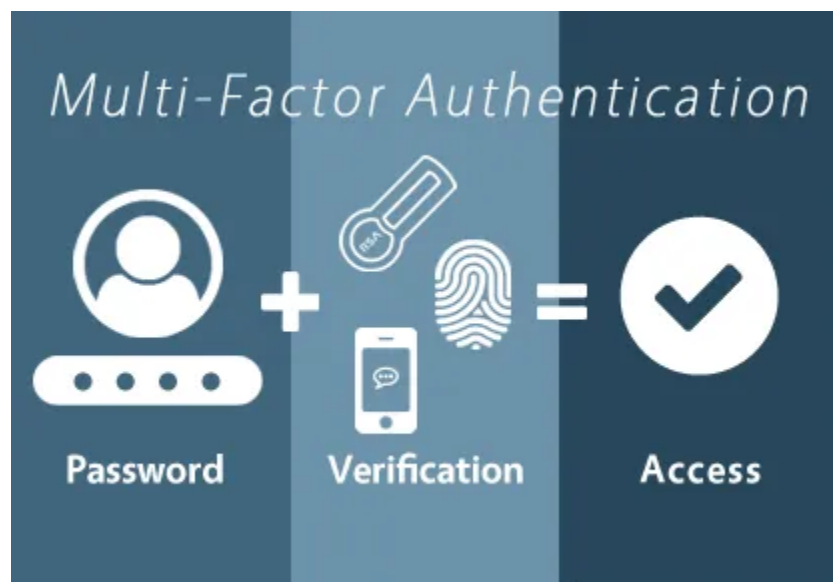 Multi-Factor Authentication
RSA
Password
Verification
Access